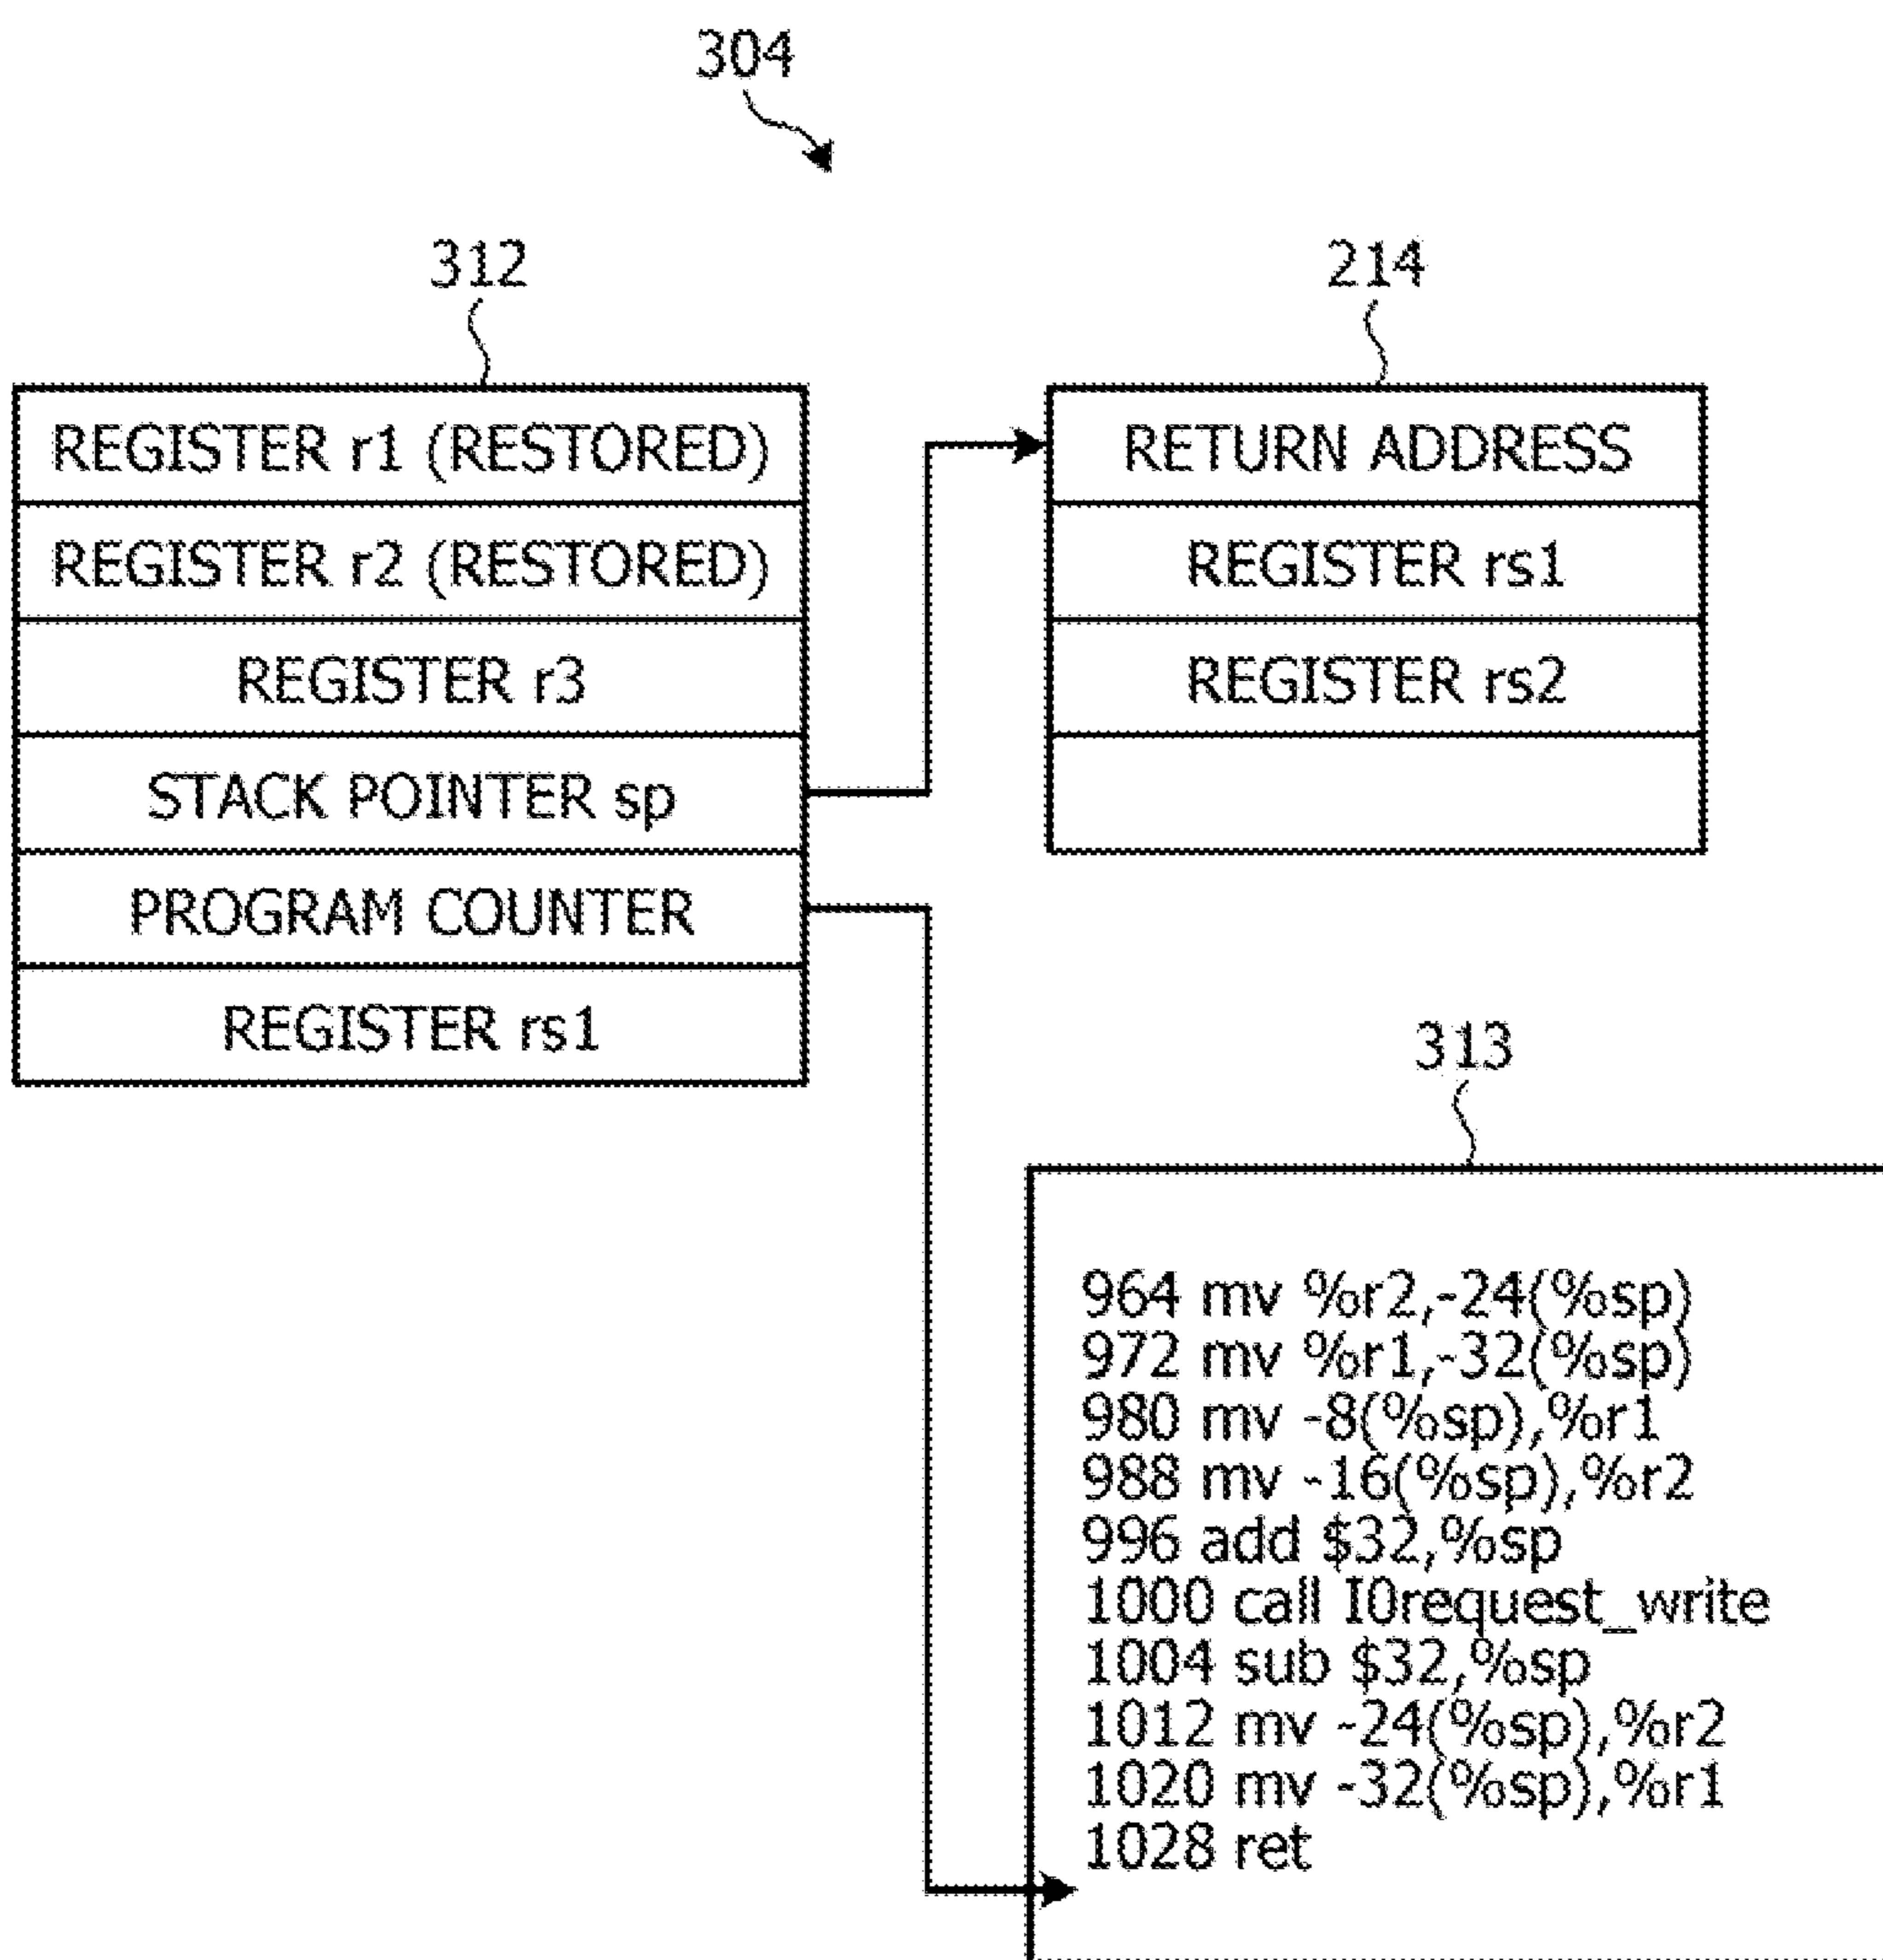 304
312
REGISTER r1 (RESTORED)
REGISTER r2 (RESTORED)
REGISTER r3
STACK POINTER sp
PROGRAM COUNTER
REGISTER rs1
214
RETURN ADDRESS
REGISTER rs1
REGISTER rs2
313
964 mv %r2,-24(%sp)
972 mv %r1,-32(%sp)
980 mv -8(%sp),%r1
988 mv -16(%sp),%r2
996 add $32,%sp
1000 call I0request_write
1004 sub $32,%sp
1012 mv -24(%sp),%r2
1020 mv -32(%sp),%r1
1028 ret